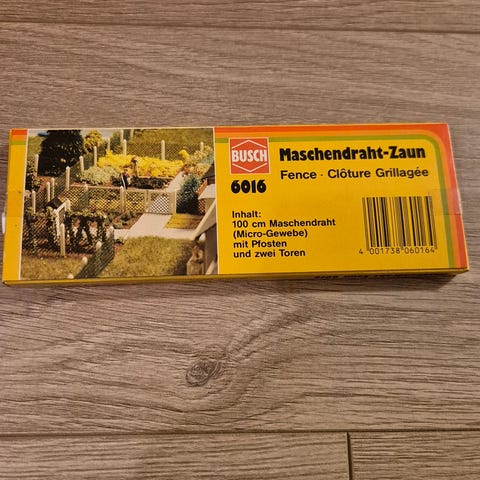 BUSCH
6016
Maschendraht-Zaun
Fence · Clôture Grillagée
Inhalt:
100 cm Maschendraht
(Micro-Gewebe)
mit Pfosten
und zwei Toren
4 001738 060164